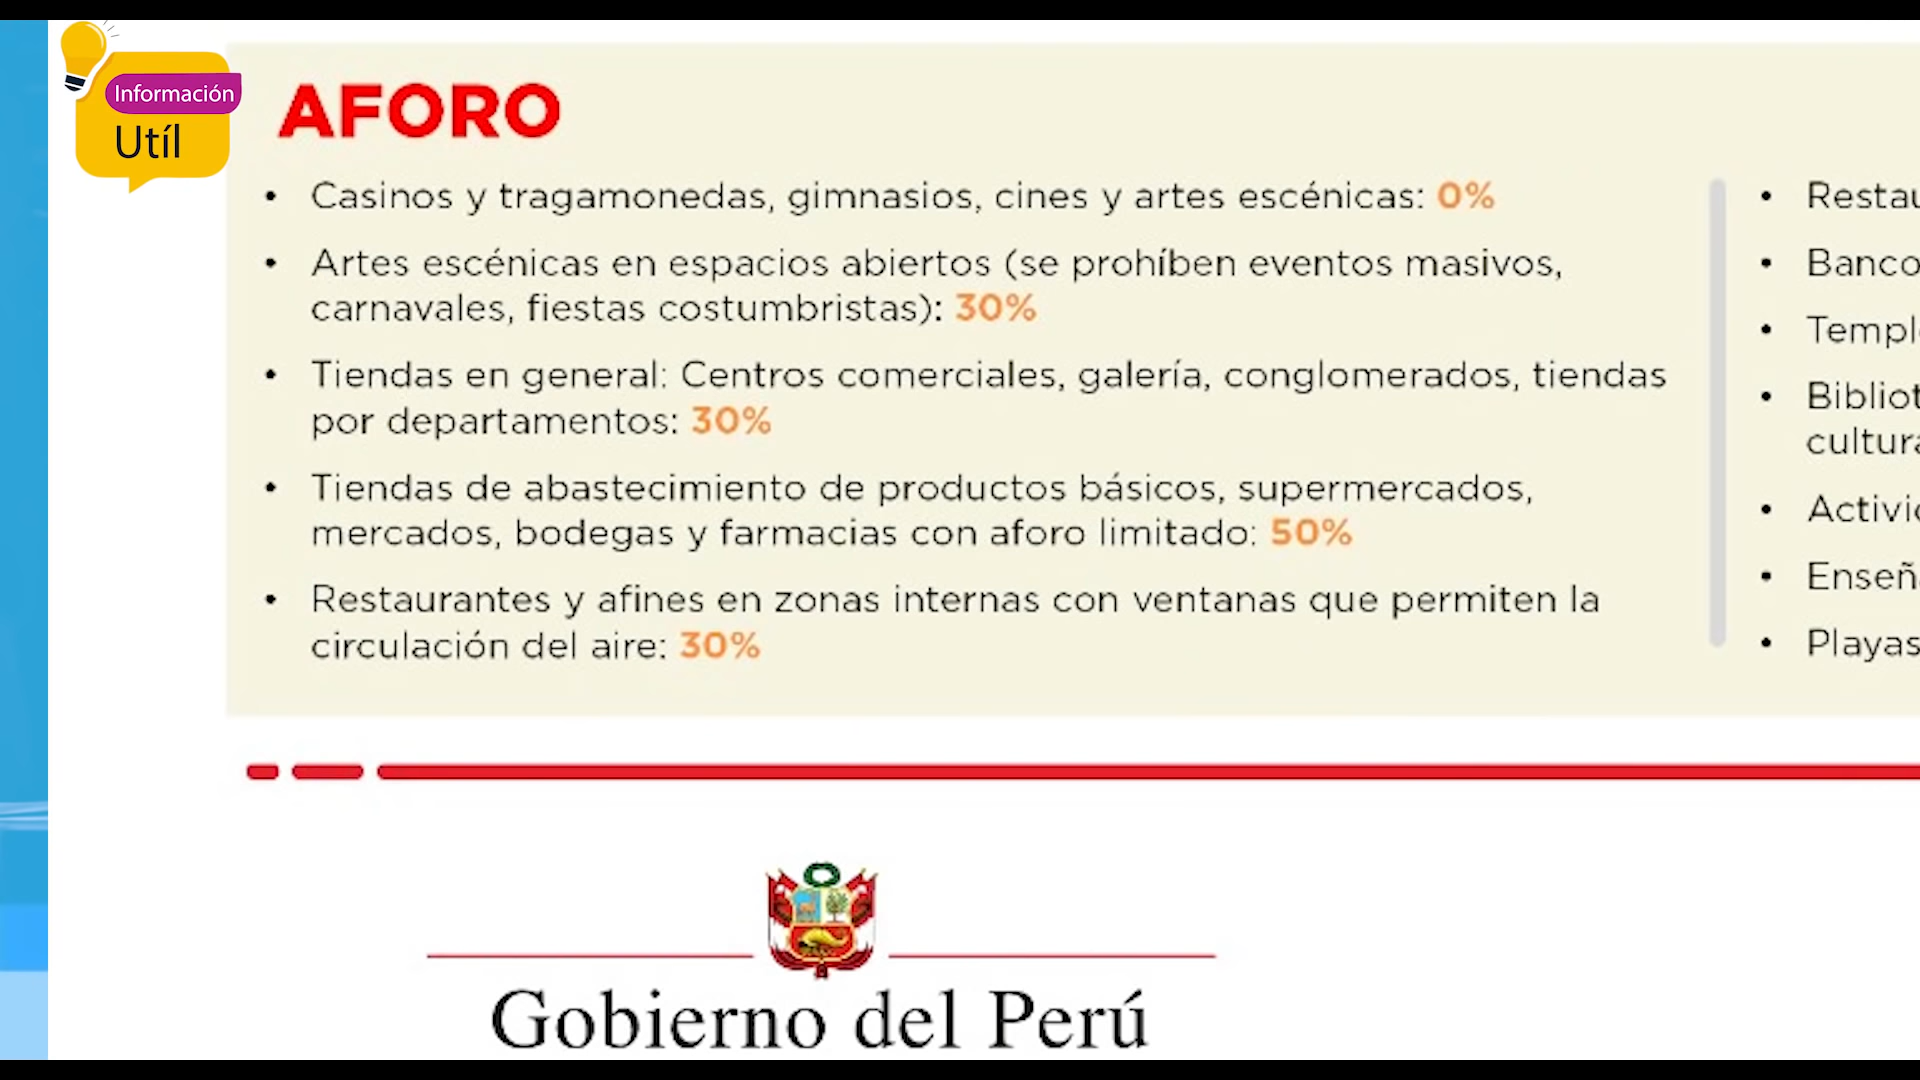 Información
Utíl
AFORO
• Casinos y tragamonedas, gimnasios, cines y artes escénicas: 0%
• Artes escénicas en espacios abiertos (se prohíben eventos masivos,
carnavales, fiestas costumbristas): 30%
• Tiendas en general: Centros comerciales, galería, conglomerados, tiendas
por departamentos: 30%
• Tiendas de abastecimiento de productos básicos, supermercados,
mercados, bodegas y farmacias con aforo limitado: 50%
• Restaurantes y afines en zonas internas con ventanas que permiten la
circulación del aire: 30%
•
•
•
•
•
•
• Playas
Gobierno del Perú